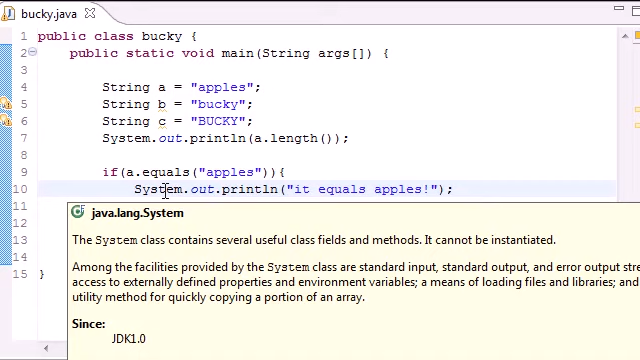 bucky.java
1 public class bucky {
2 public static void main(String args[]) {
3
4 String a = "apples";
5 String b = "bucky";
6 String c = "BUCKY";
7 System.out.println(a.length());
8
9 if(a.equals("apples")){
10 System.out.println("it equals apples!");
11
12
13
14
15 }
java.lang.System
The System class contains several useful class fields and methods. It cannot be instantiated.
Among the facilities provided by the System class are standard input, standard output, and error output
access to externally defined properties and environment variables; a means of loading files and libraries; and
utility method for quickly copying a portion of an array.
Since:
JDK1.0